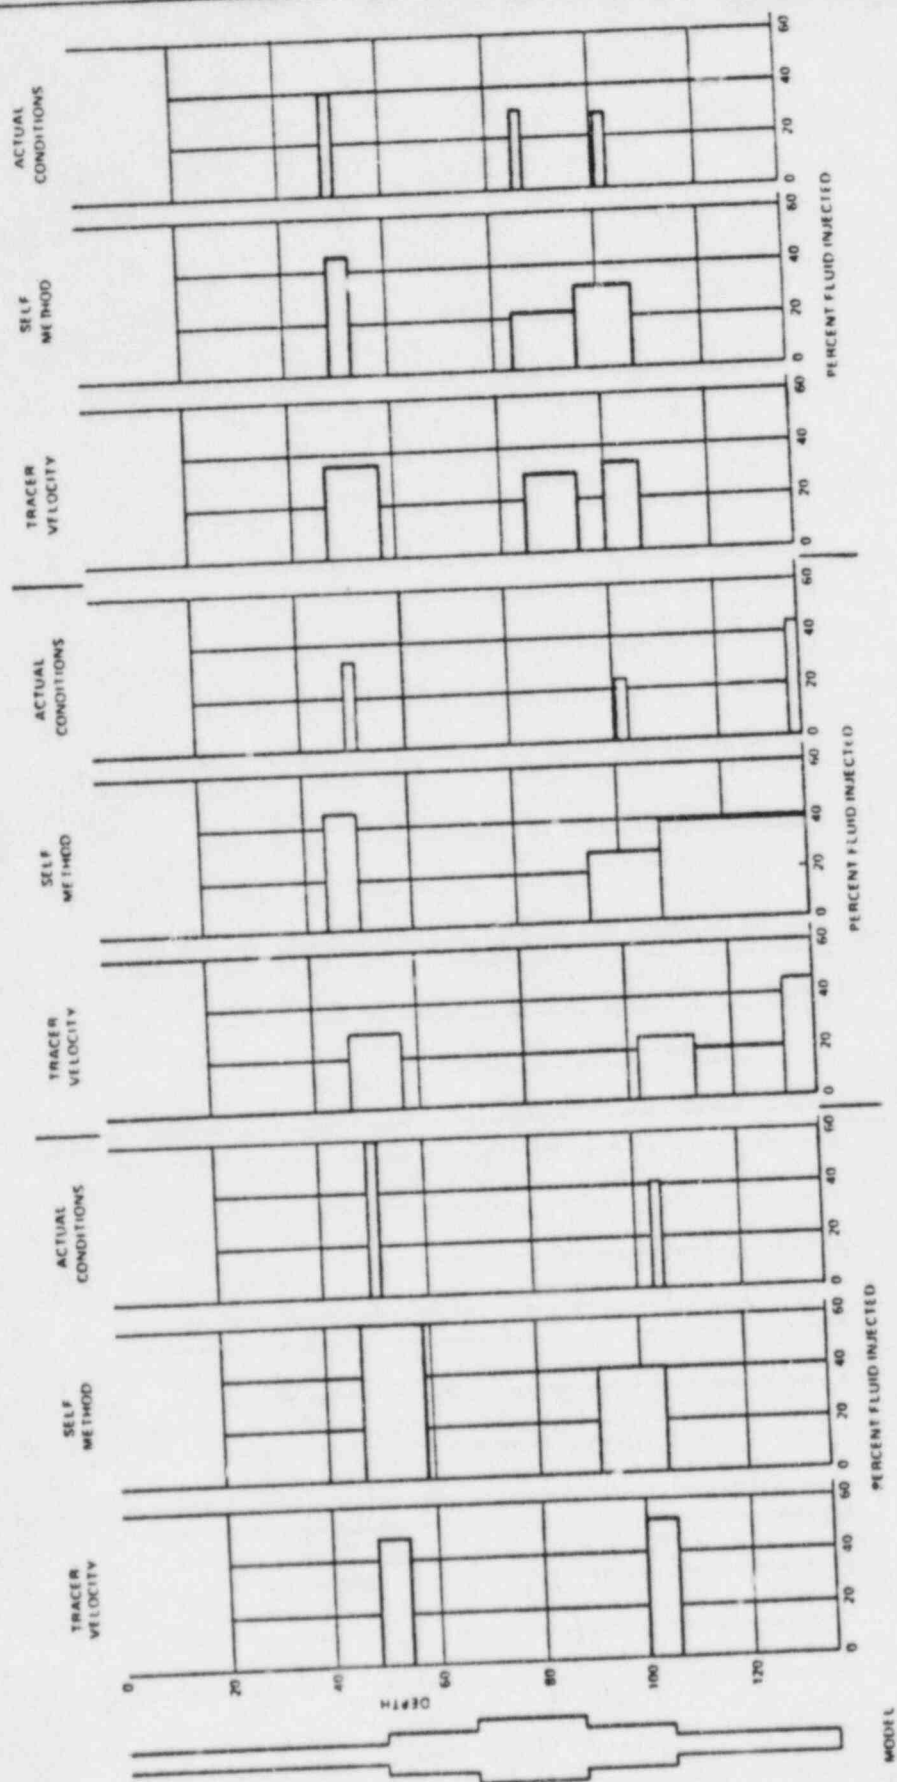 ACTUAL
CONDITIONS
0 20 40 60
PERCENT FLUID INJECTED
SELF
METHOD
0 20 40 60
TRACER
VELOCITY
0 20 40 60
ACTUAL
CONDITIONS
0 20 40 60
PERCENT FLUID INJECTED
SELF
METHOD
0 20 40 60
TRACER
VELOCITY
0 20 40 60
ACTUAL
CONDITIONS
0 20 40 60
PERCENT FLUID INJECTED
SELF
METHOD
0 20 40 60
TRACER
VELOCITY
0 20 40 60
0 20 40 60 80 100 120
DEPTH
MODEL